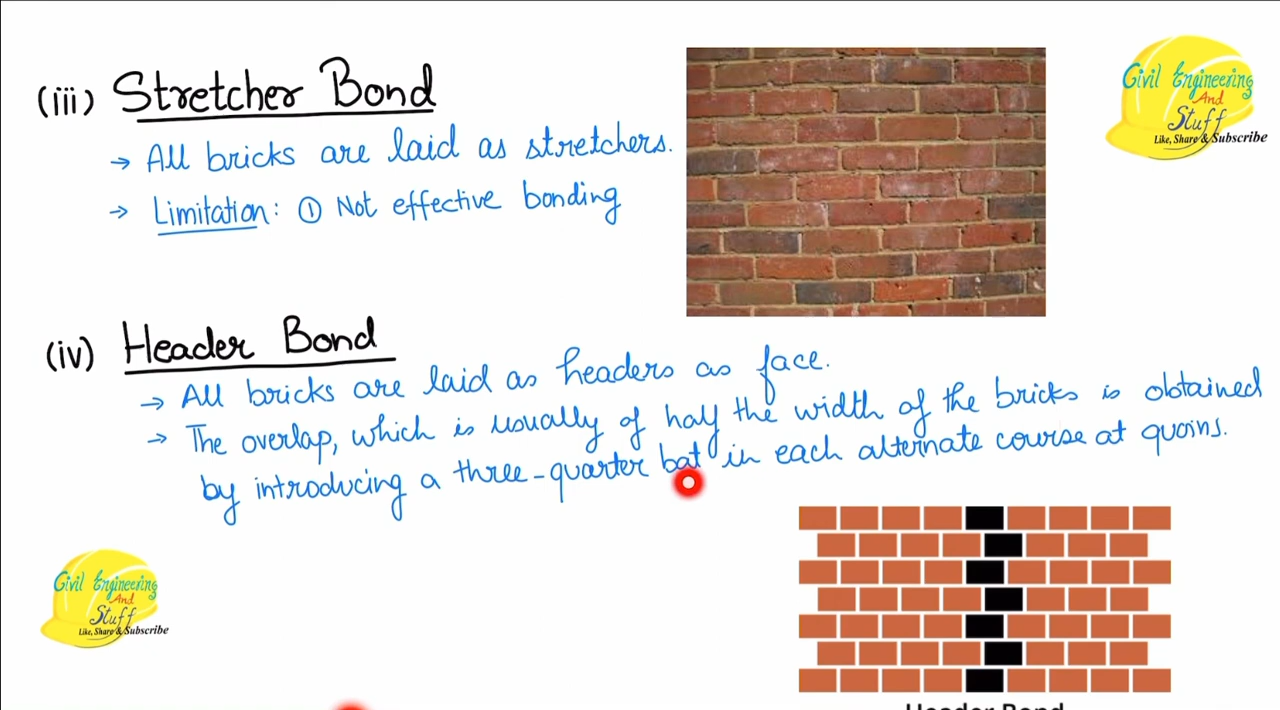 (iii) Stretcher Bond
→ All bricks are laid as stretchers.
→ Limitation: ① Not effective bonding
Civil Engineering
And
Stuff
Like, Share & Subscribe
(iv) Header Bond
→ All bricks are laid as headers as face.
→ The overlap, which is usually of half the width of the bricks is obtained
by introducing a three-quarter bat in each alternate course at quoins.
Civil Engineering
And
Stuff
Like, Share & Subscribe
Header Bond